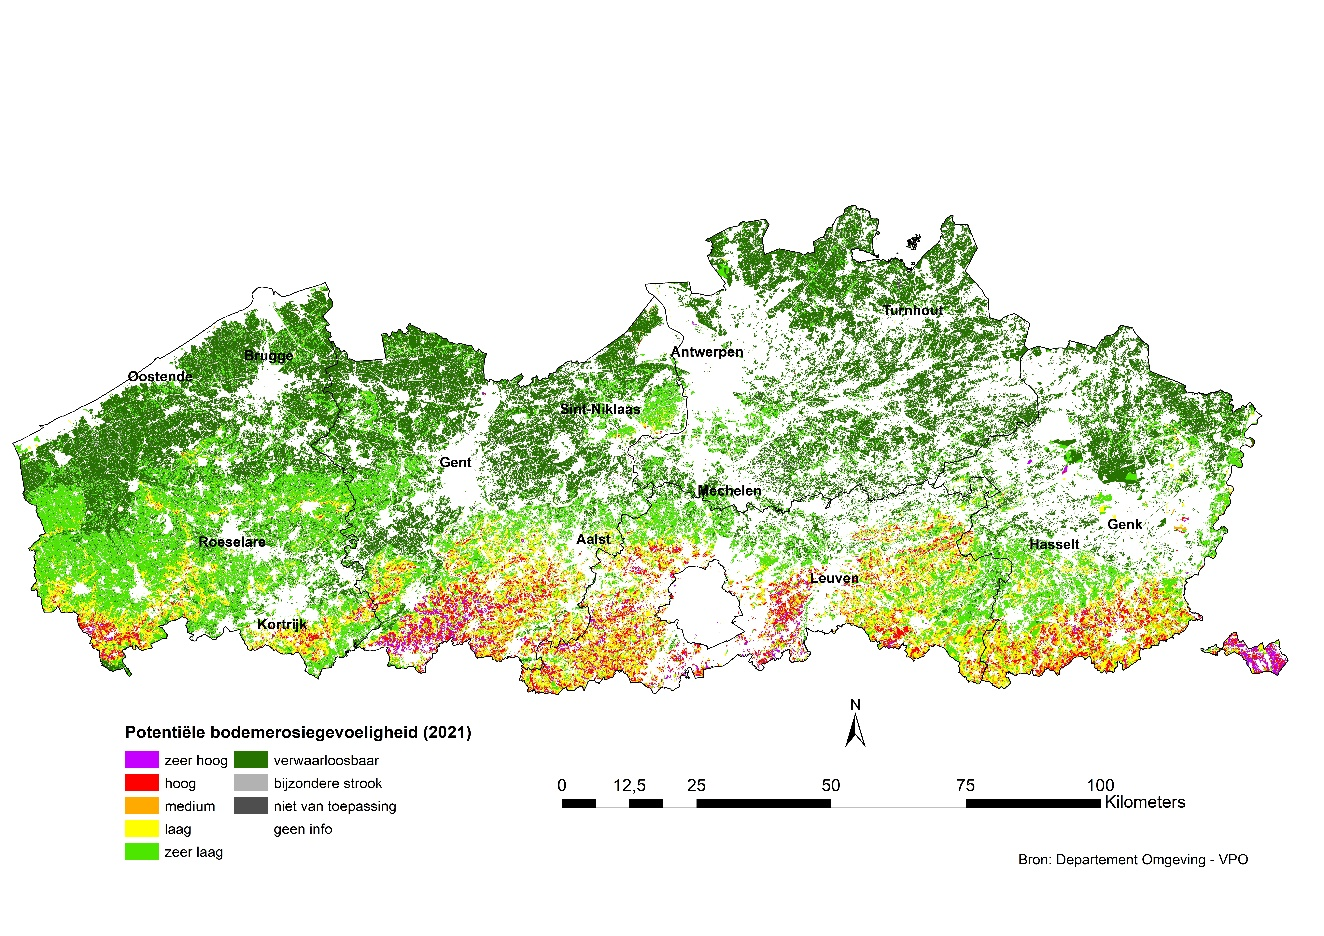 Turnhout
Antwerpen
Brugge
Oostende
Sint-Niklaas
Gent
Mechelen
Genk
Aalst
Roeselare
Hasselt
Leuven
Kortrijk
N
Potentiële bodemerosiegevoeligheid (2021)
zeer hoog verwaarloosbaar
hoog bijzondere strook
medium niet van toepassing
laag geen info
zeer laag
0 12,5 25 50 75 100
Kilometers
Bron: Departement Omgeving - VPO